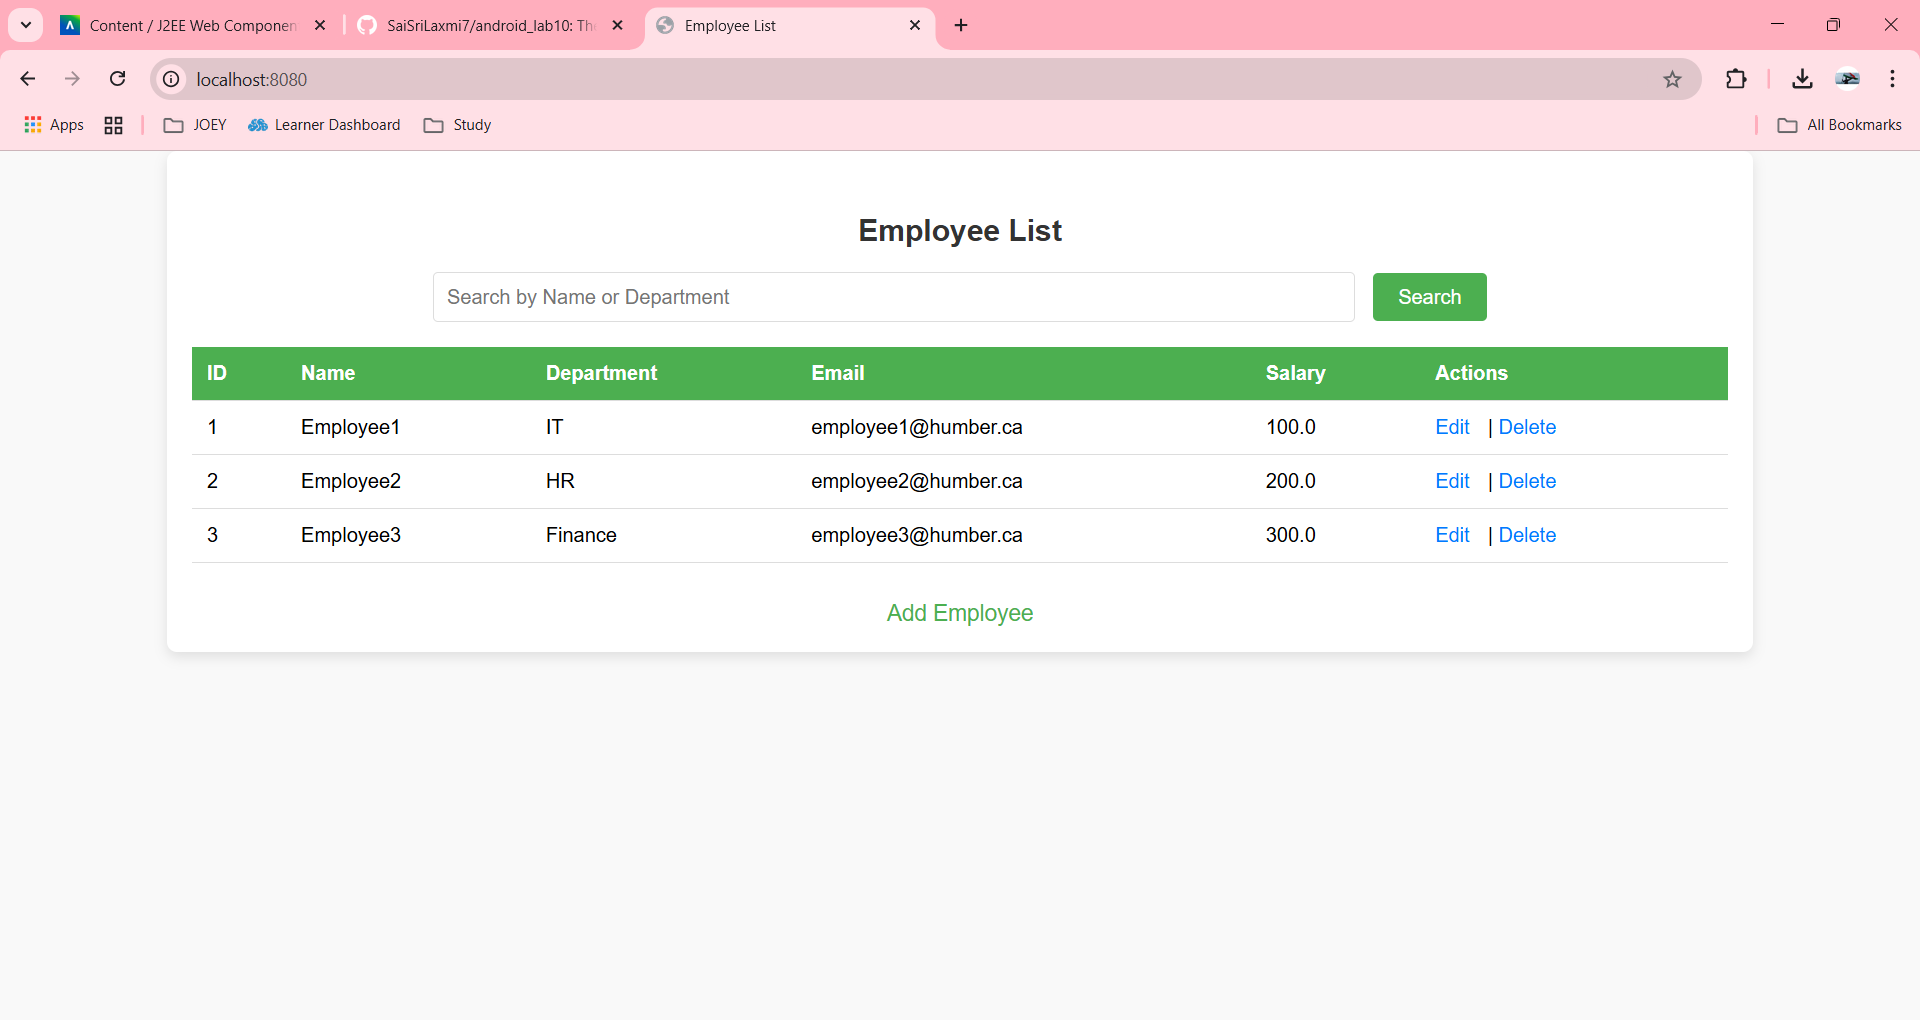 Content / J2EE Web Componen
SaiSriLaxmi7/android_lab10: Th
Employee List
localhost:8080
Apps
JOEY
Learner Dashboard
Study
All Bookmarks
Employee List
Search by Name or Department
Search
ID Name Department Email Salary Actions
1 Employee1 IT employee1@humber.ca 100.0 Edit | Delete
2 Employee2 HR employee2@humber.ca 200.0 Edit | Delete
3 Employee3 Finance employee3@humber.ca 300.0 Edit | Delete
Add Employee